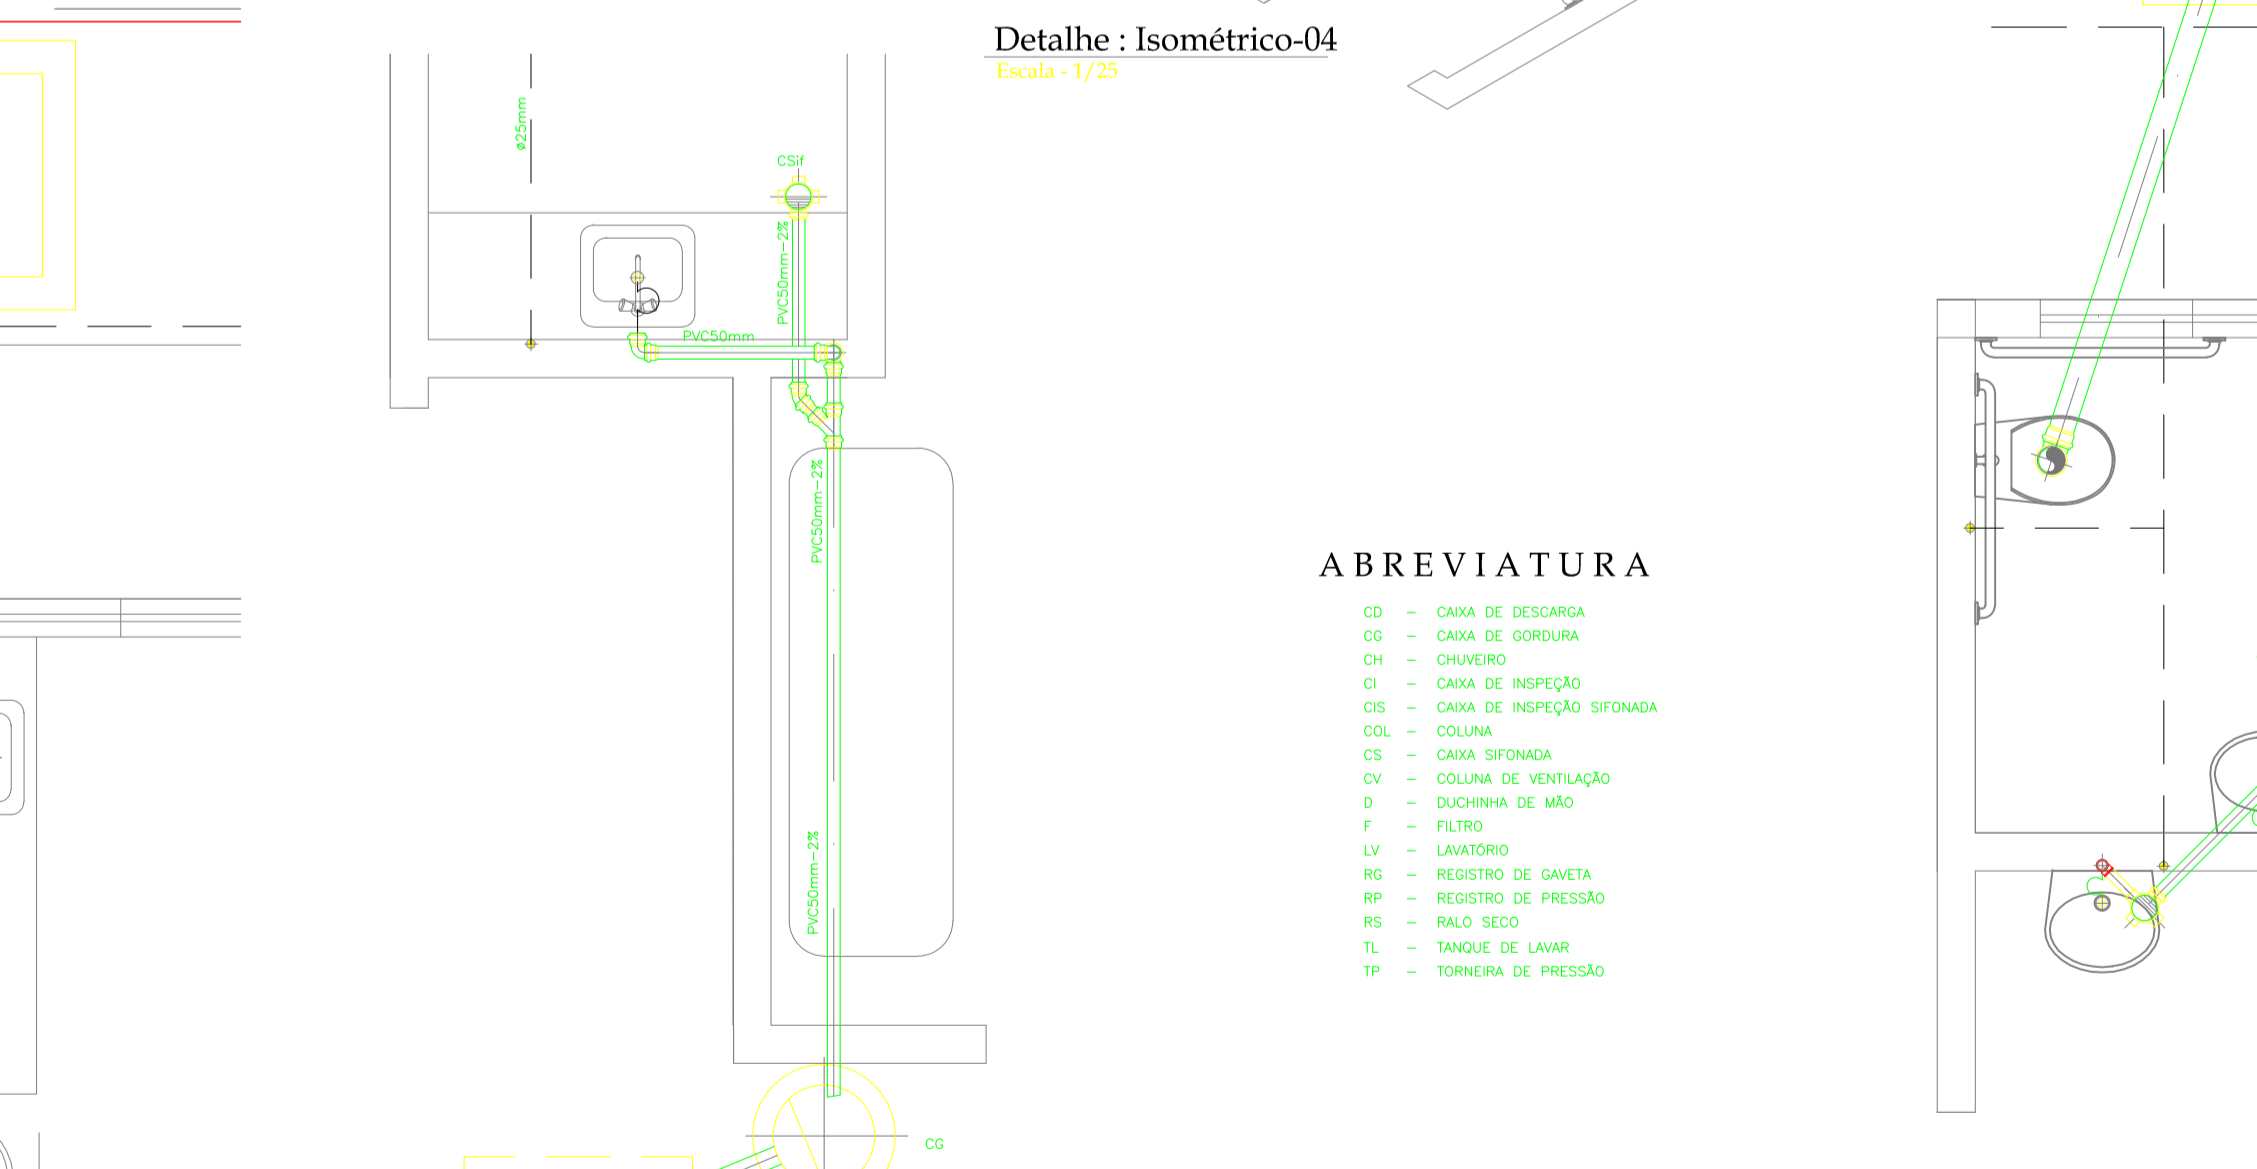 Detalhe : Isométrico-04
Escala - 1/25
ø25mm
CSif
PVC50mm-2%
PVC50mm
PVC50mm-2%
PVC50mm-2%
CG
ABREVIATURA
CD - CAIXA DE DESCARGA
CG - CAIXA DE GORDURA
CH - CHUVEIRO
CI - CAIXA DE INSPEÇÃO
CIS - CAIXA DE INSPEÇÃO SIFONADA
COL - COLUNA
CS - CAIXA SIFONADA
CV - COLUNA DE VENTILAÇÃO
D - DUCHINHA DE MÃO
F - FILTRO
LV - LAVATÓRIO
RG - REGISTRO DE GAVETA
RP - REGISTRO DE PRESSÃO
RS - RALO SECO
TL - TANQUE DE LAVAR
TP - TORNEIRA DE PRESSÃO